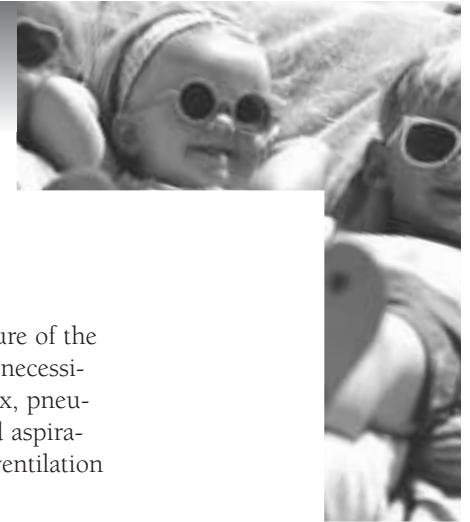 ure of the
necessi-
x, pneu-
d aspira-
ventilation